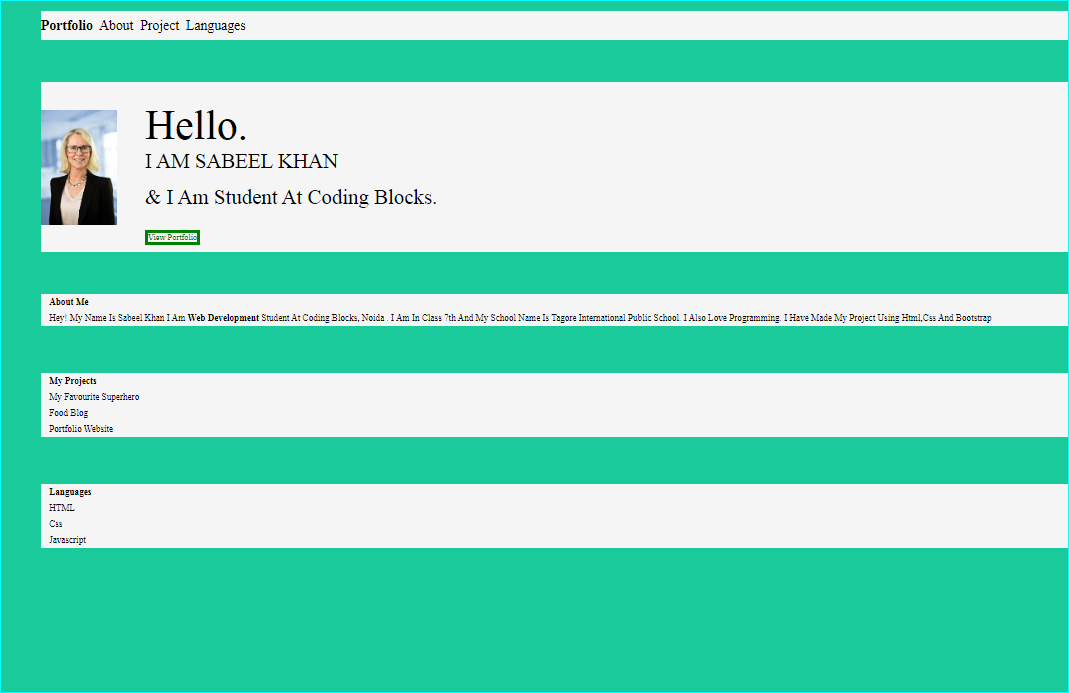 Portfolio About Project Languages
Hello.
I AM SABEEL KHAN
& I Am Student At Coding Blocks.
View Portfolio
About Me
Hey! My Name Is Sabeel Khan I Am Web Development Student At Coding Blocks, Noida . I Am In Class 7th And My School Name Is Tagore International Public School. I Also Love Programming. I Have Made My Project Using Html,Css And Bootstrap
My Projects
My Favourite Superhero
Food Blog
Portfolio Website
Languages
HTML
Css
Javascript